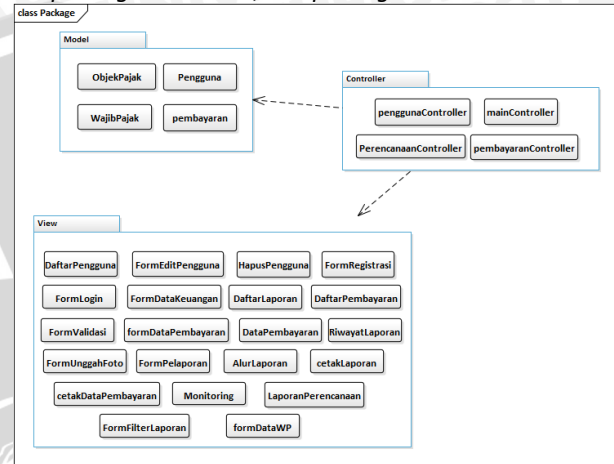 class Package
Model
ObjekPajak Pengguna
WajibPajak pembayaran
Controller
penggunaController mainController
PerencanaanController pembayaranController
View
DaftarPengguna FormEditPengguna HapusPengguna FormRegistrasi
FormLogin FormDataKeuangan DaftarLaporan DaftarPembayaran
FormValidasi formDataPembayaran DataPembayaran RiwayatLaporan
FormUnggahFoto FormPelaporan AlurLaporan cetakLaporan
cetakDataPembayaran Monitoring LaporanPerencanaan
FormFilterLaporan formDataWP